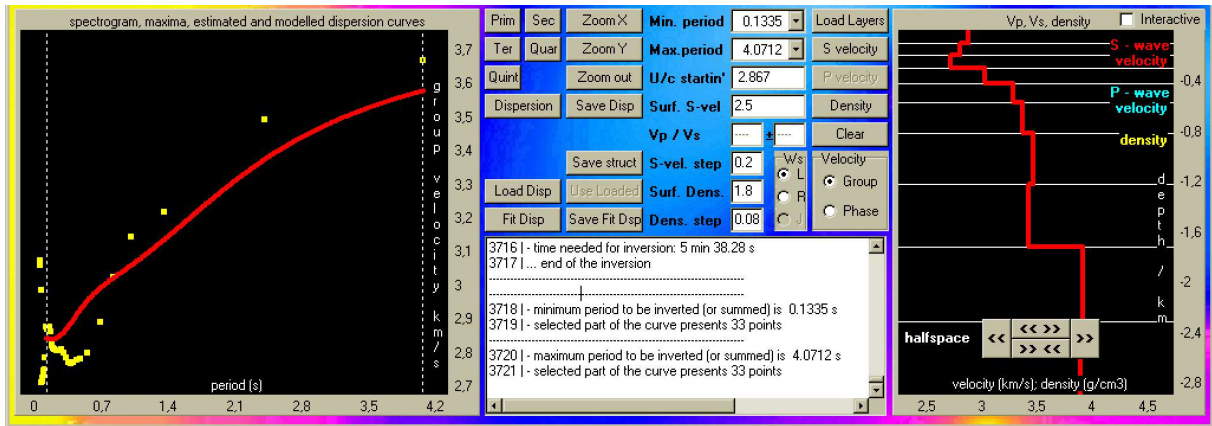 spectrogram, maxima, estimated and modelled dispersion curves
3,7
3,6
3,5
3,4
3,3
3,2
3,1
3
2,9
2,8
2,7
group velocity km/s
period (s)
0 0,7 1,4 2,1 2,8 3,5 4,2
Prim Sec Zoom X Min. period 0.1335 Load Layers
Ter Quar Zoom Y Max.period 4.0712 S velocity
Quint Zoom out U/c startin' 2.867 P velocity
Dispersion Save Disp Surf. S-vel 2.5 Density
Vp / Vs ---- ± ---- Clear
Save struct S-vel. step 0.2 Ws Velocity
L Group
Load Disp Use Loaded Surf. Dens. 1.8 R
Fit Disp Save Fit Dsp Dens. step 0.08 J Phase
3716 | - time needed for inversion: 5 min 38.28 s
3717 | ... end of the inversion
3718 | - minimum period to be inverted (or summed) is 0.1335 s
3719 | - selected part of the curve presents 33 points
3720 | - maximum period to be inverted (or summed) is 4.0712 s
3721 | - selected part of the curve presents 33 points
Vp, Vs, density Interactive
S - wave
velocity
P - wave
velocity
density
-0,4
-0,8
-1,2
-1,6
-2
-2,4
-2,8
depth / km
halfspace << << >> >> << >>
velocity (km/s); density (g/cm3)
2,5 3 3,5 4 4,5